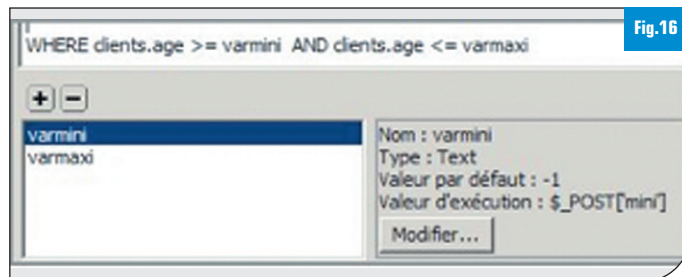 Fig.16
WHERE clients.age >= varmini AND clients.age <= varmaxi
+ -
varmini
varmaxi
Nom : varmini
Type : Text
Valeur par défaut : -1
Valeur d'exécution : $_POST['mini']
Modifier...